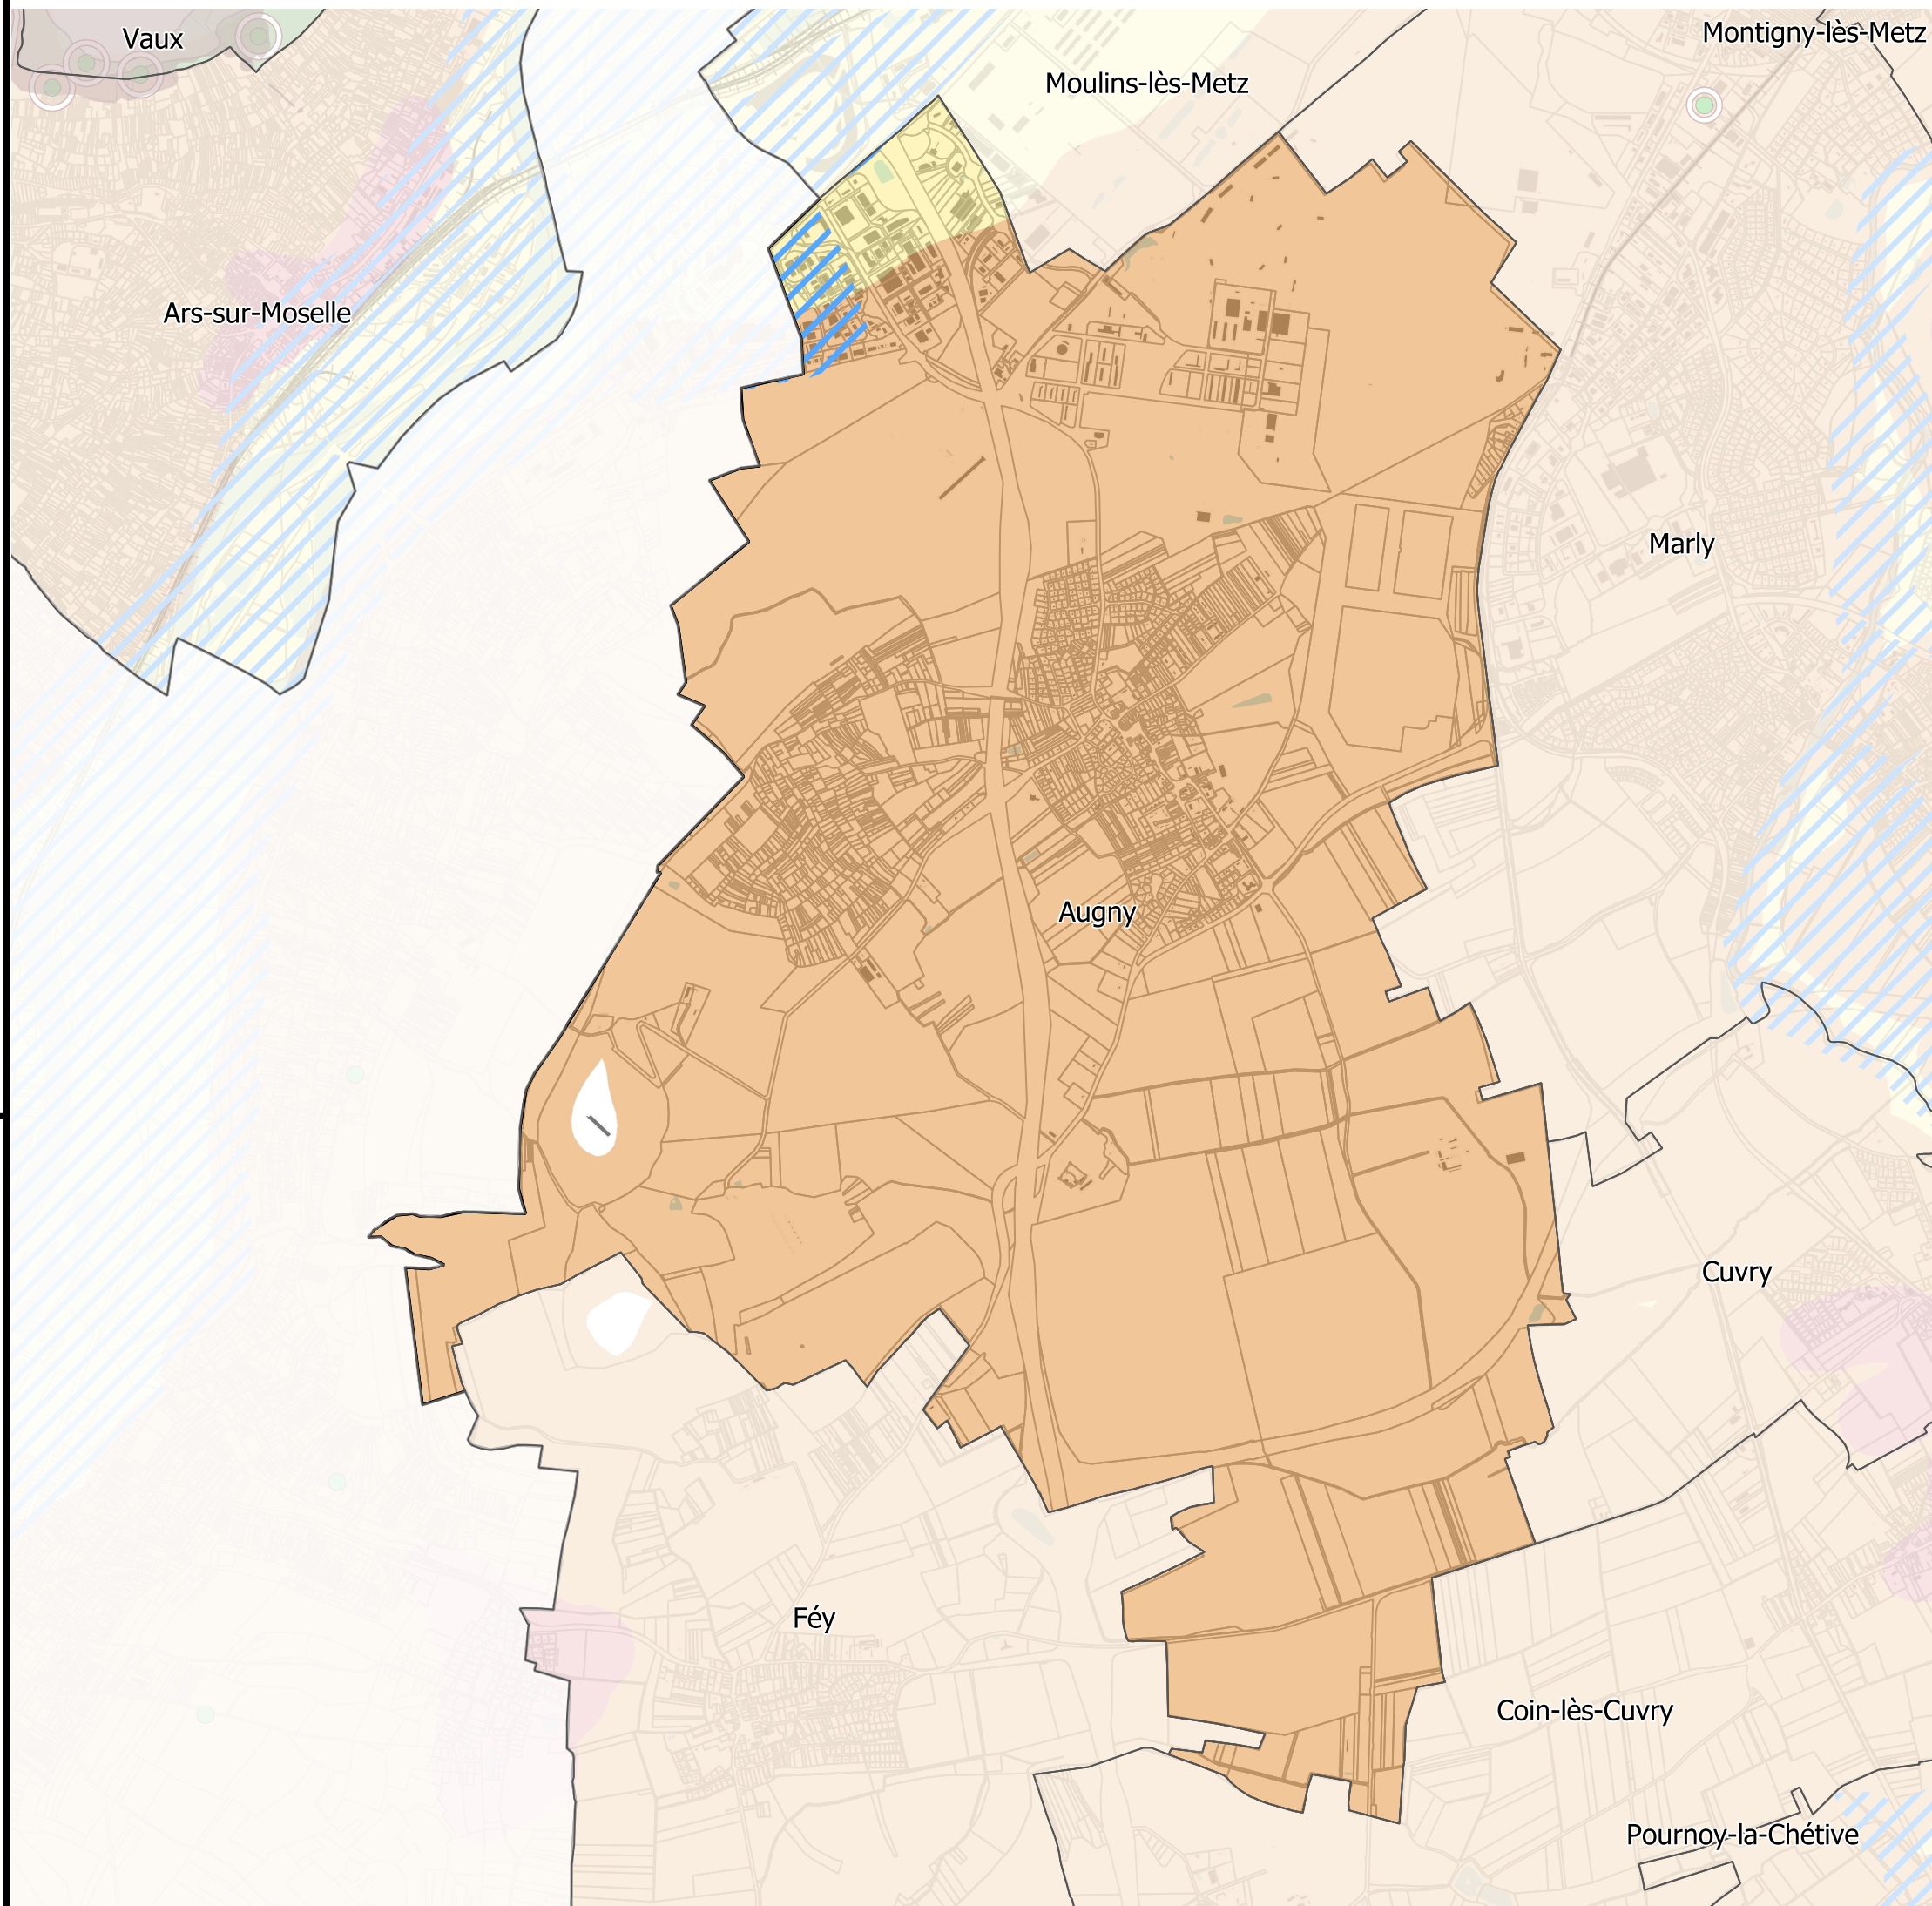 Vaux
Montigny-lès-Metz
Moulins-lès-Metz
Ars-sur-Moselle
Marly
Augny
Cuvry
Féy
Coin-lès-Cuvry
Pournoy-la-Chétive